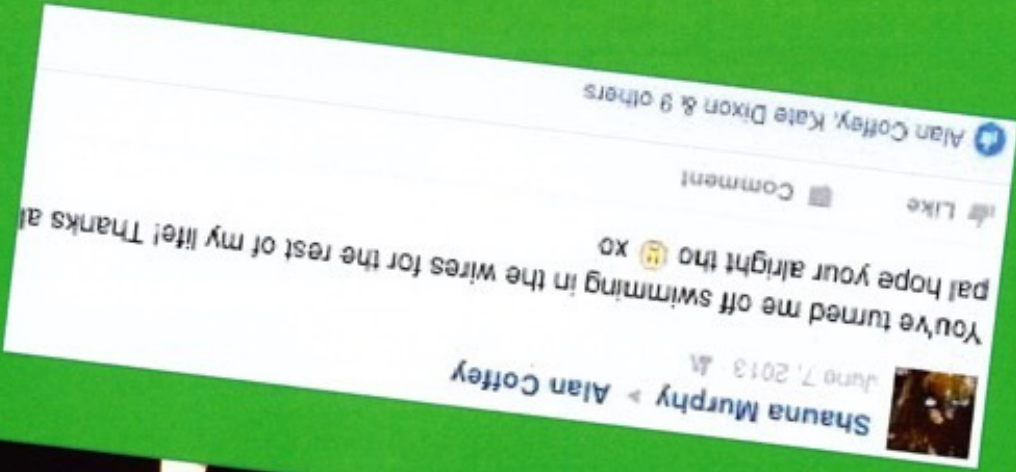 Shauna Murphy ▸ Alan Coffey
June 7, 2013
You've turned me off swimming in the wires for the rest of my life! Thanks al
pal hope your alright tho 🙂 xo
Like Comment
Alan Coffey, Kate Dixon & 9 others